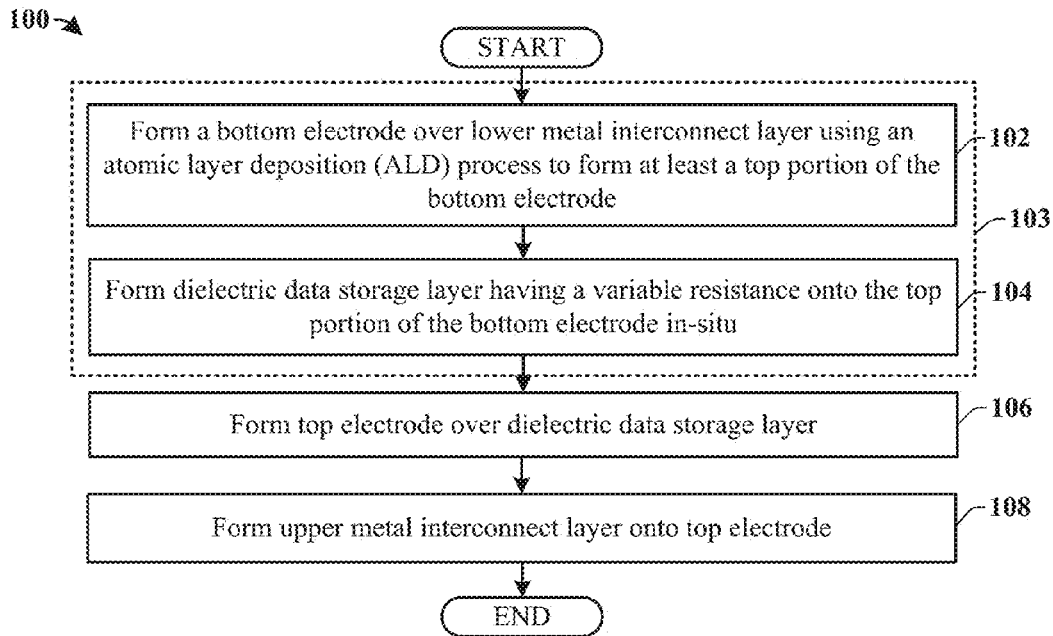 100
START
Form a bottom electrode over lower metal interconnect layer using an
atomic layer deposition (ALD) process to form at least a top portion of the
bottom electrode
102
103
Form dielectric data storage layer having a variable resistance onto the top
portion of the bottom electrode in-situ
104
Form top electrode over dielectric data storage layer
106
Form upper metal interconnect layer onto top electrode
108
END